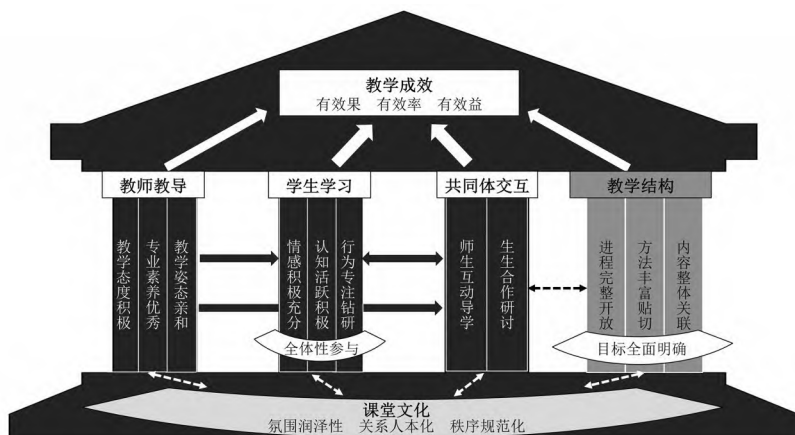 教学成效
有效果 有效率 有效益
教师教导
学生学习
共同体交互
教学结构
教学态度积极
专业素养优秀
教学姿态亲和
情感积极充分
认知活跃积极
行为专注钻研
师生互动导学
生生合作研讨
进程完整开放
方法丰富贴切
内容整体关联
全体性参与
目标全面明确
课堂文化
氛围润泽性 关系人本化 秩序规范化